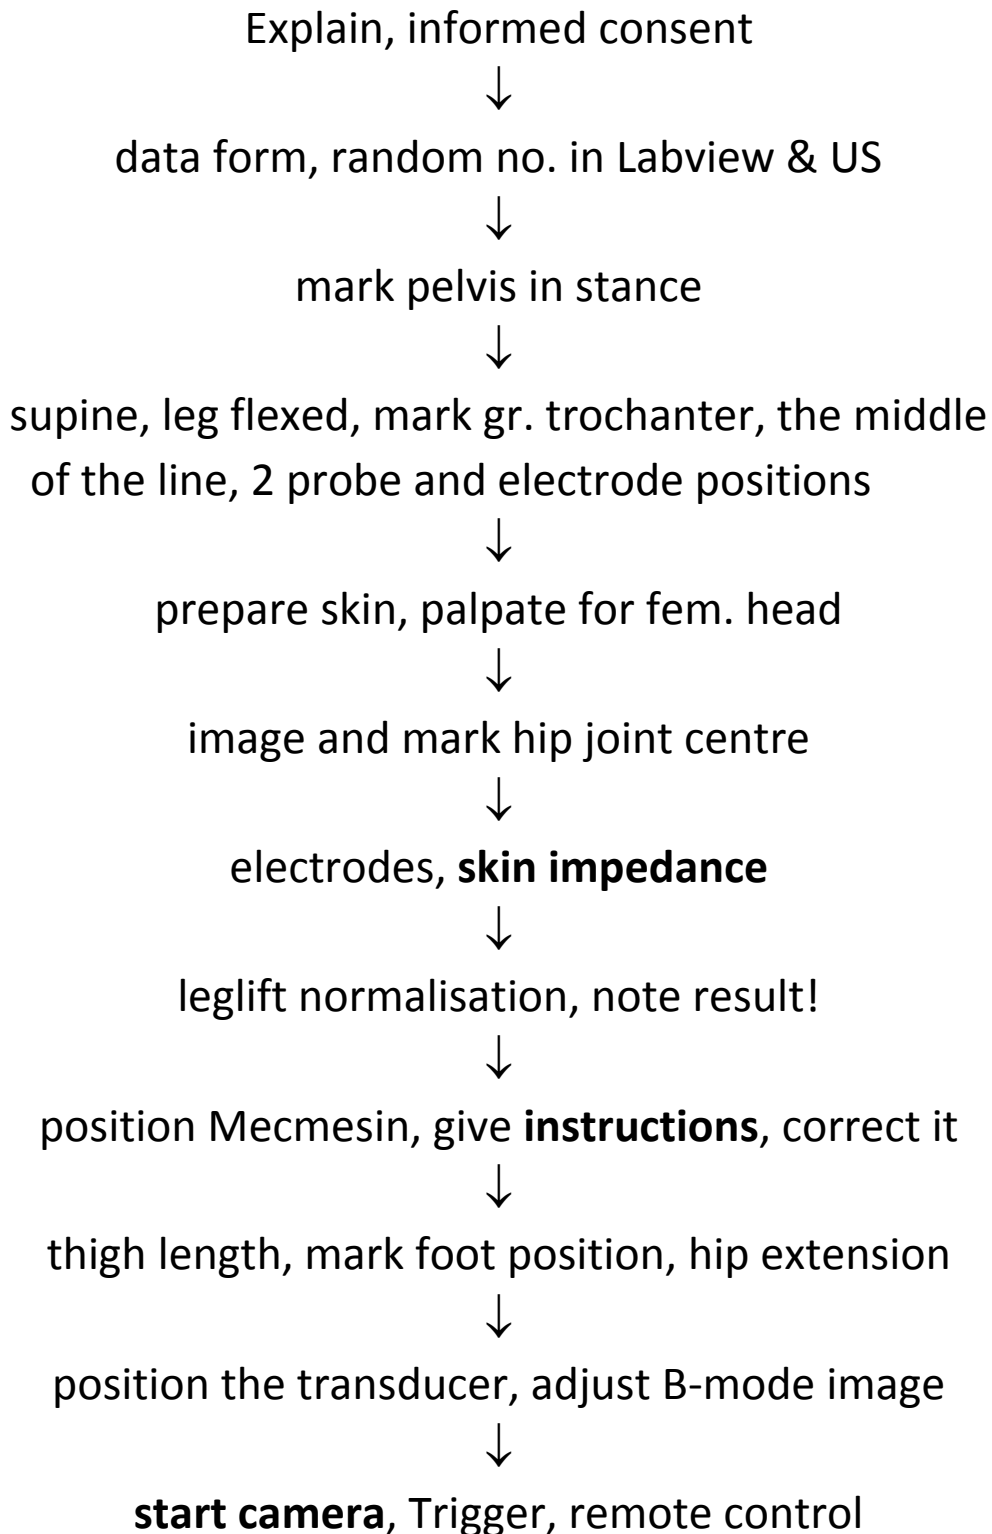 Explain, informed consent
↓
data form, random no. in Labview & US
↓
mark pelvis in stance
↓
supine, leg flexed, mark gr. trochanter, the middle
of the line, 2 probe and electrode positions
↓
prepare skin, palpate for fem. head
↓
image and mark hip joint centre
↓
electrodes, skin impedance
↓
leglift normalisation, note result!
↓
position Mecmesin, give instructions, correct it
↓
thigh length, mark foot position, hip extension
↓
position the transducer, adjust B-mode image
↓
start camera, Trigger, remote control